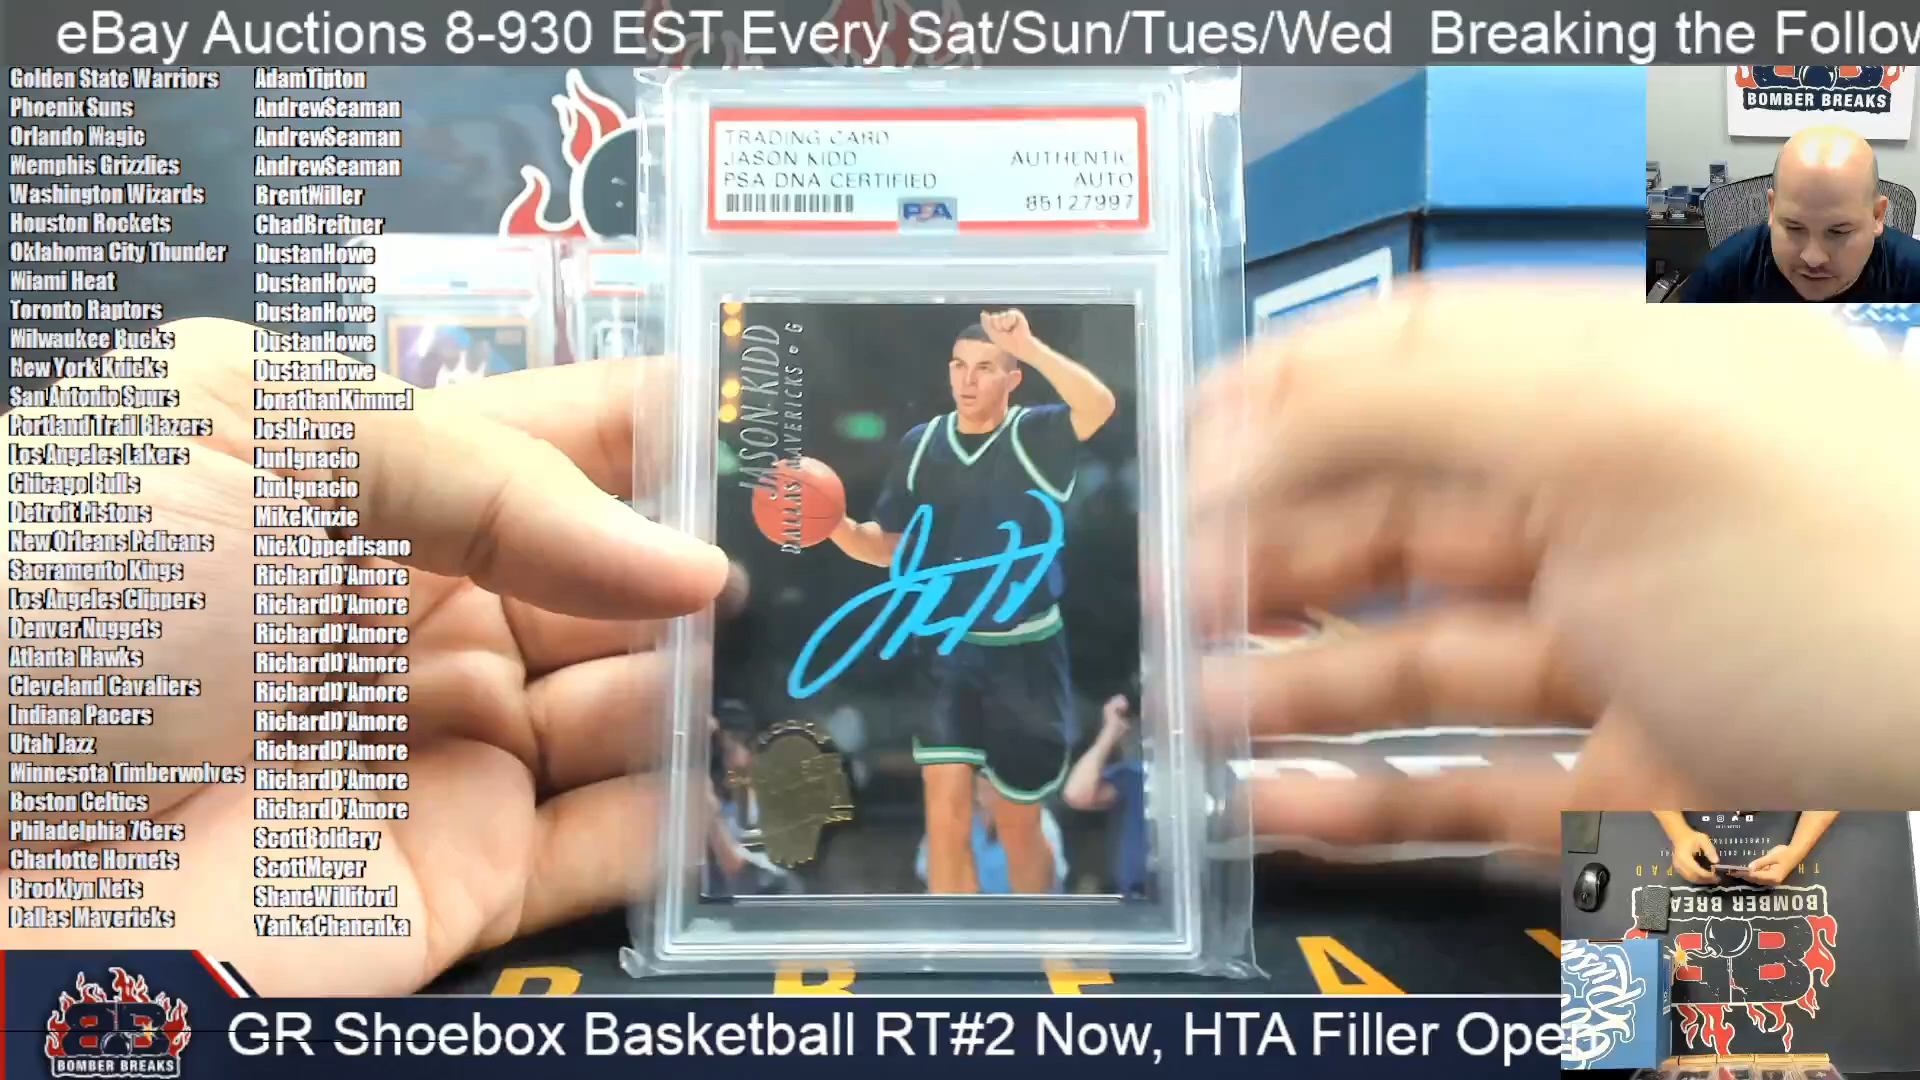 eBay Auctions 8-930 EST Every Sat/Sun/Tues/Wed Breaking the Follow
Golden State Warriors AdamTipton
Phoenix Suns AndrewSeaman
Orlando Magic AndrewSeaman
Memphis Grizzlies AndrewSeaman
Washington Wizards BrentMiller
Houston Rockets ChadBreitner
Oklahoma City Thunder DustanHowe
Miami Heat DustanHowe
Toronto Raptors DustanHowe
Milwaukee Bucks DustanHowe
New York Knicks DustanHowe
San Antonio Spurs JonathanKimmel
Portland Trail Blazers JoshPruce
Los Angeles Lakers JunIgnacio
Chicago Bulls JunIgnacio
Detroit Pistons MikeKinzie
New Orleans Pelicans NickOppedisano
Sacramento Kings RichardD'Amore
Los Angeles Clippers RichardD'Amore
Denver Nuggets RichardD'Amore
Atlanta Hawks RichardD'Amore
Cleveland Cavaliers RichardD'Amore
Indiana Pacers RichardD'Amore
Utah Jazz RichardD'Amore
Minnesota Timberwolves RichardD'Amore
Boston Celtics RichardD'Amore
Philadelphia 76ers ScottBoldery
Charlotte Hornets ScottMeyer
Brooklyn Nets ShaneWilliford
Dallas Mavericks YankaChanenka
TRADING CARD
JASON KIDD AUTHENTIC
PSA DNA CERTIFIED AUTO
PSA 85127997
JASON KIDD
DALLAS MAVERICKS • G
BOMBER BREAKS
BREA
BOMBER BREA
BB
BB
BOMBER BREAKS
GR Shoebox Basketball RT#2 Now, HTA Filler Open